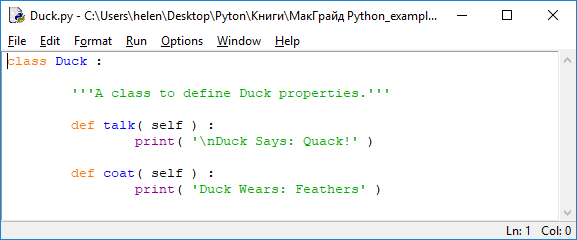 Duck.py - C:\Users\helen\Desktop\Pyton\Книги\МакГрайд Python_exampl...
File Edit Format Run Options Window Help
class Duck :
'''A class to define Duck properties.'''
def talk( self ) :
print( '\nDuck Says: Quack!' )
def coat( self ) :
print( 'Duck Wears: Feathers' )
Ln: 1 Col: 0